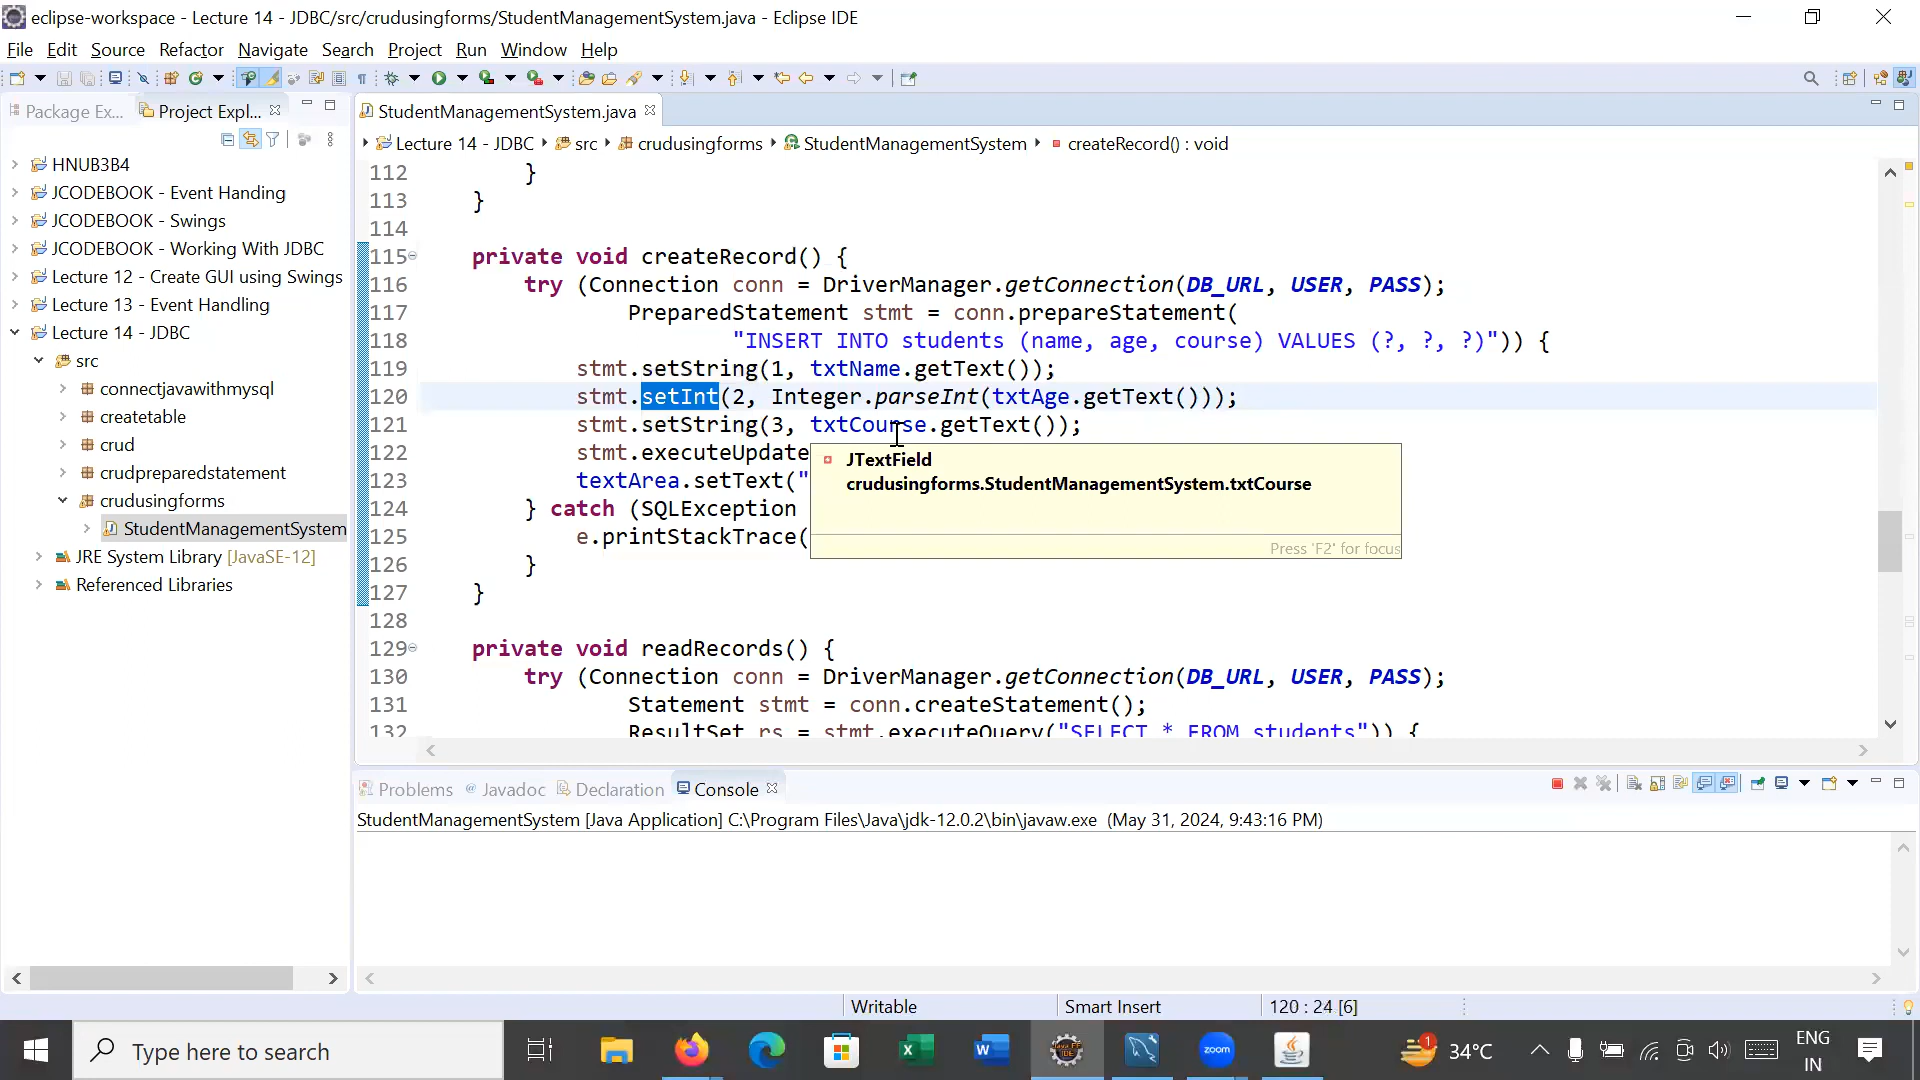 eclipse-workspace - Lecture 14 - JDBC/src/crudusingforms/StudentManagementSystem.java - Eclipse IDE
File Edit Source Refactor Navigate Search Project Run Window Help
Package Ex... Project Expl...
HNUB3B4
JCODEBOOK - Event Handing
JCODEBOOK - Swings
JCODEBOOK - Working With JDBC
Lecture 12 - Create GUI using Swings
Lecture 13 - Event Handling
Lecture 14 - JDBC
src
connectjavawithmysql
createtable
crud
crudpreparedstatement
crudusingforms
StudentManagementSystem
JRE System Library [JavaSE-12]
Referenced Libraries
StudentManagementSystem.java
Lecture 14 - JDBC src crudusingforms StudentManagementSystem createRecord() : void
112 }
113 }
114
115 private void createRecord() {
116 try (Connection conn = DriverManager.getConnection(DB_URL, USER, PASS);
117 PreparedStatement stmt = conn.prepareStatement(
118 "INSERT INTO students (name, age, course) VALUES (?, ?, ?)")) {
119 stmt.setString(1, txtName.getText());
120 stmt.setInt(2, Integer.parseInt(txtAge.getText()));
121 stmt.setString(3, txtCourse.getText());
122 stmt.executeUpdate
123 textArea.setText("
124 } catch (SQLException
125 e.printStackTrace(
126 }
127 }
128
129 private void readRecords() {
130 try (Connection conn = DriverManager.getConnection(DB_URL, USER, PASS);
131 Statement stmt = conn.createStatement();
132 ResultSet rs = stmt.executeQuery("SELECT * FROM students")) {
JTextField
crudusingforms.StudentManagementSystem.txtCourse
Press 'F2' for focus
Problems Javadoc Declaration Console
StudentManagementSystem [Java Application] C:\Program Files\Java\jdk-12.0.2\bin\javaw.exe (May 31, 2024, 9:43:16 PM)
Writable Smart Insert 120 : 24 [6]
Type here to search
zoom
1
34°C
ENG
IN